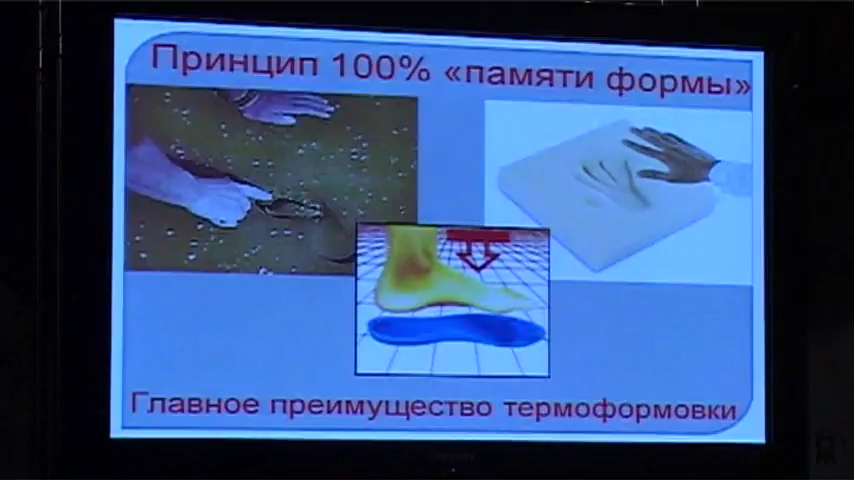 Принцип 100% «памяти формы»
Главное преимущество термоформовки